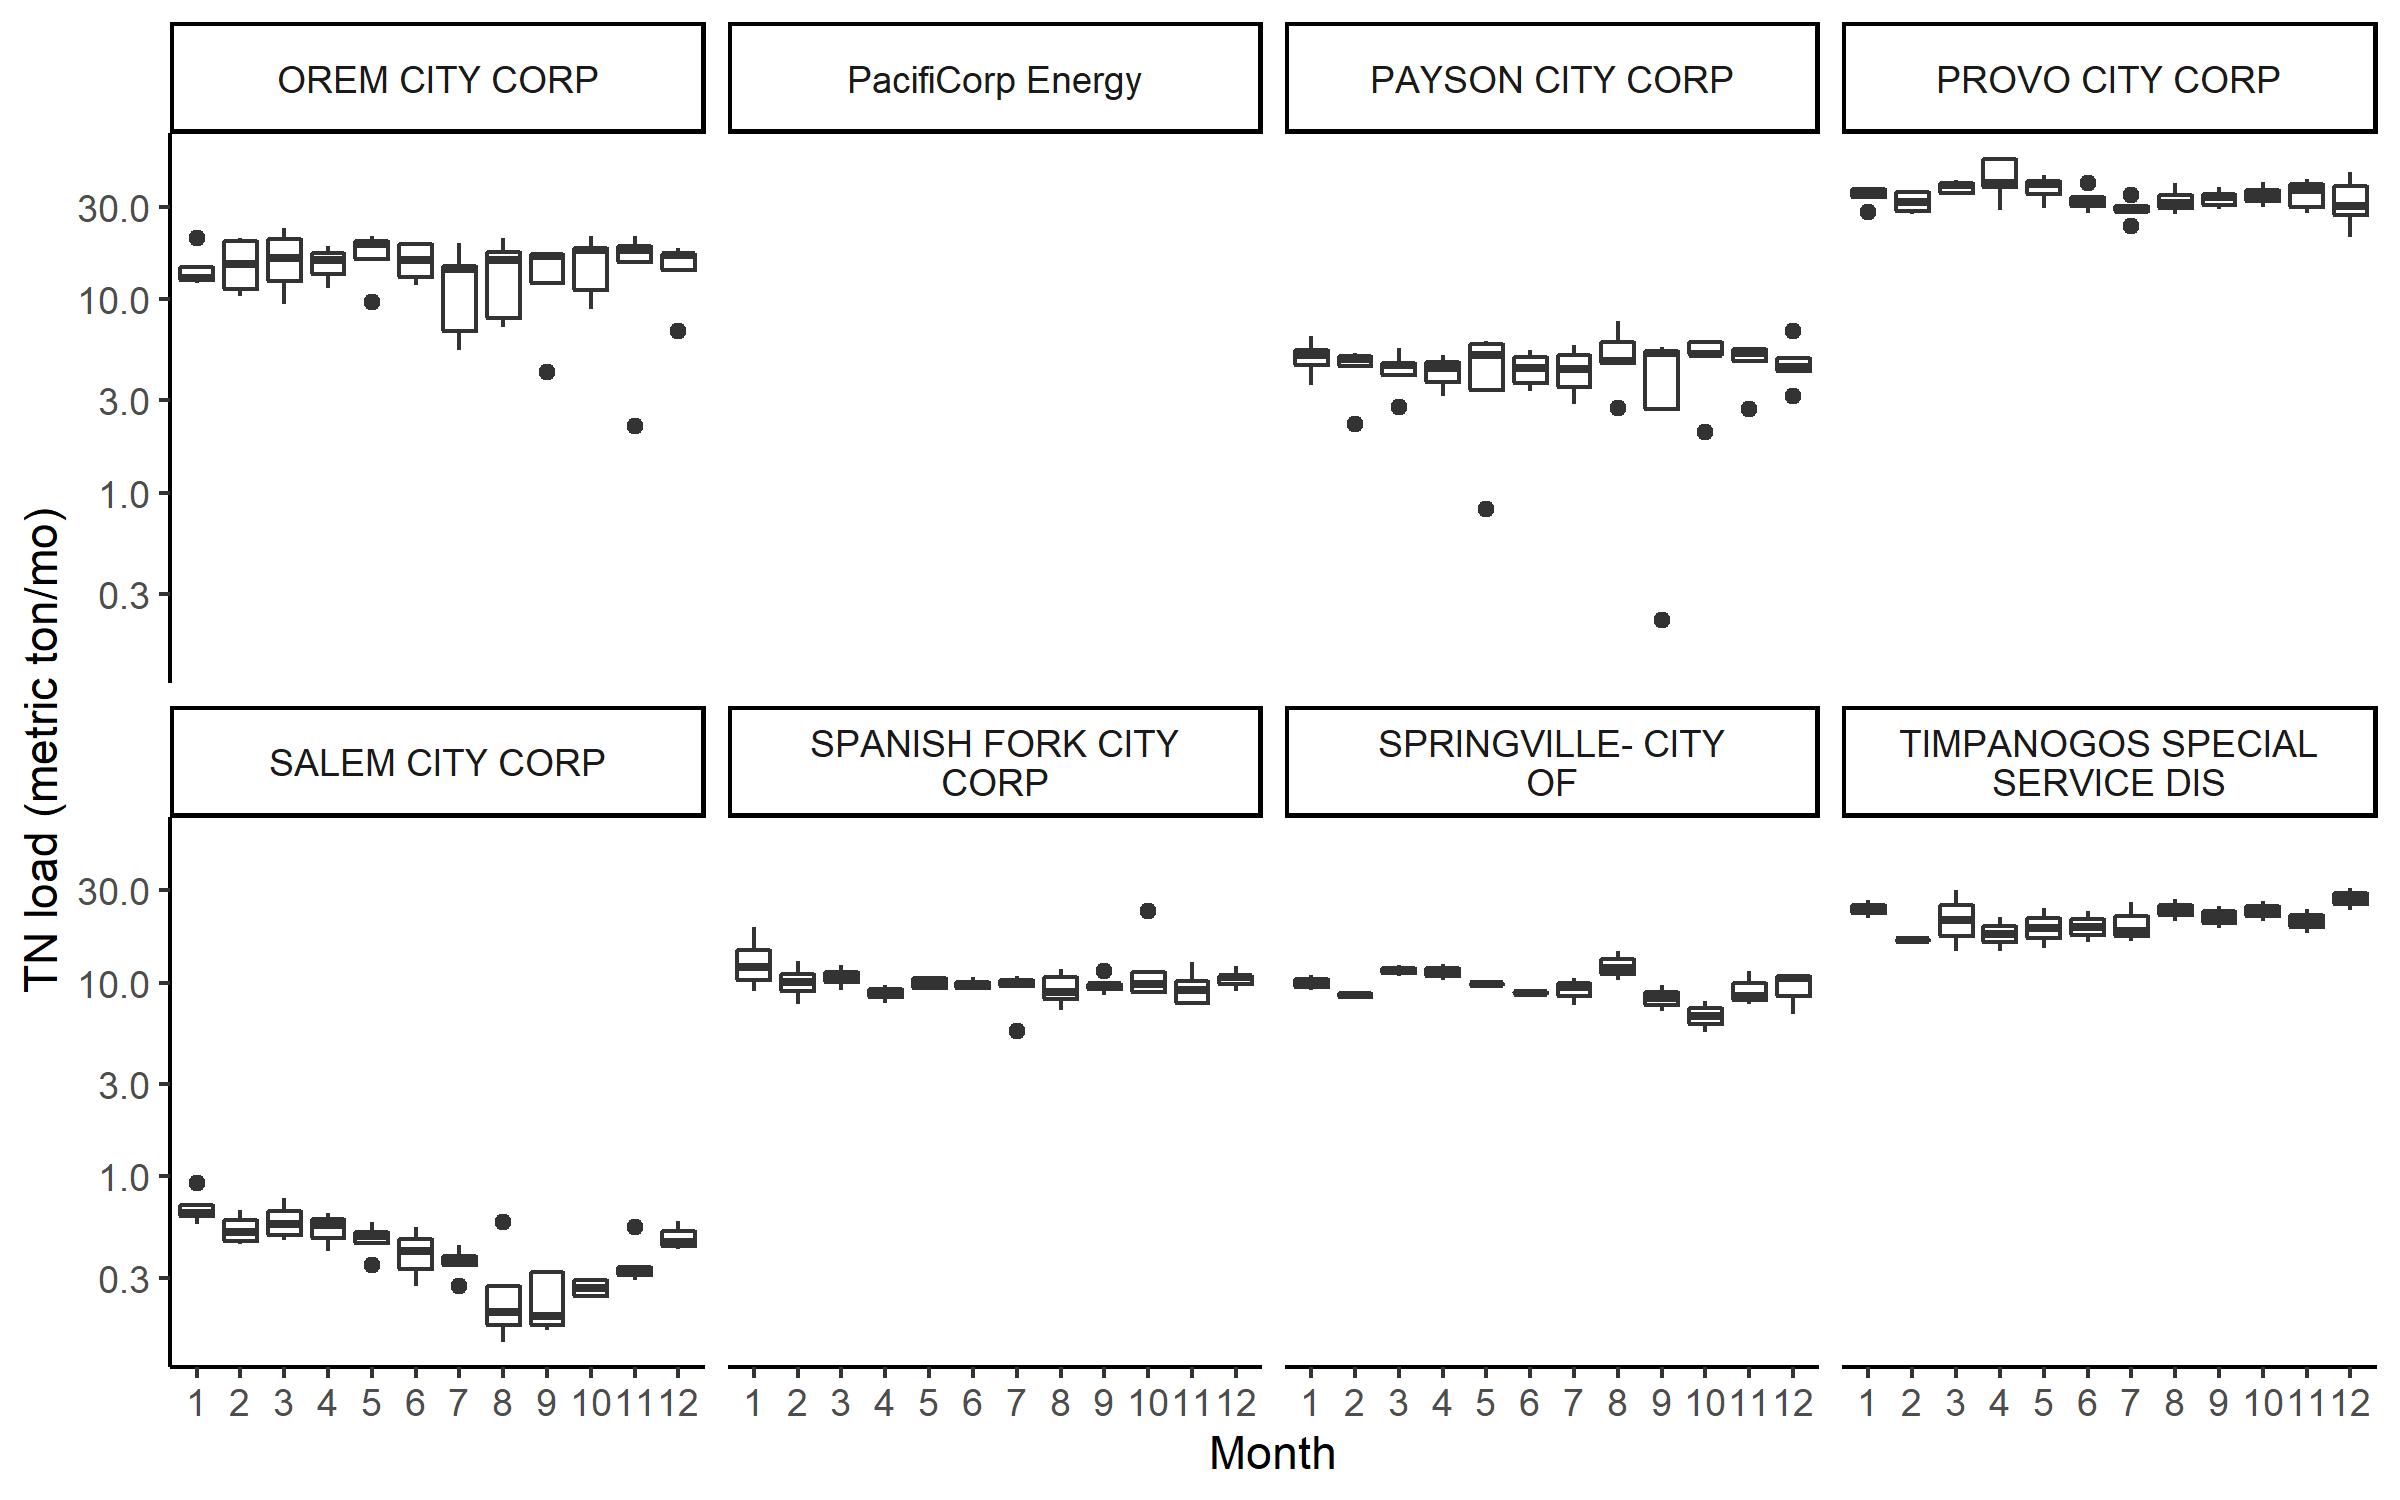 OREM CITY CORP
PacifiCorp Energy
PAYSON CITY CORP
PROVO CITY CORP
30.0
10.0
3.0
1.0
0.3
TN load (metric ton/mo)
SALEM CITY CORP
SPANISH FORK CITY
CORP
SPRINGVILLE- CITY
OF
TIMPANOGOS SPECIAL
SERVICE DIS
30.0
10.0
3.0
1.0
0.3
1 2 3 4 5 6 7 8 9 10 11 12
1 2 3 4 5 6 7 8 9 10 11 12
1 2 3 4 5 6 7 8 9 10 11 12
1 2 3 4 5 6 7 8 9 10 11 12
Month